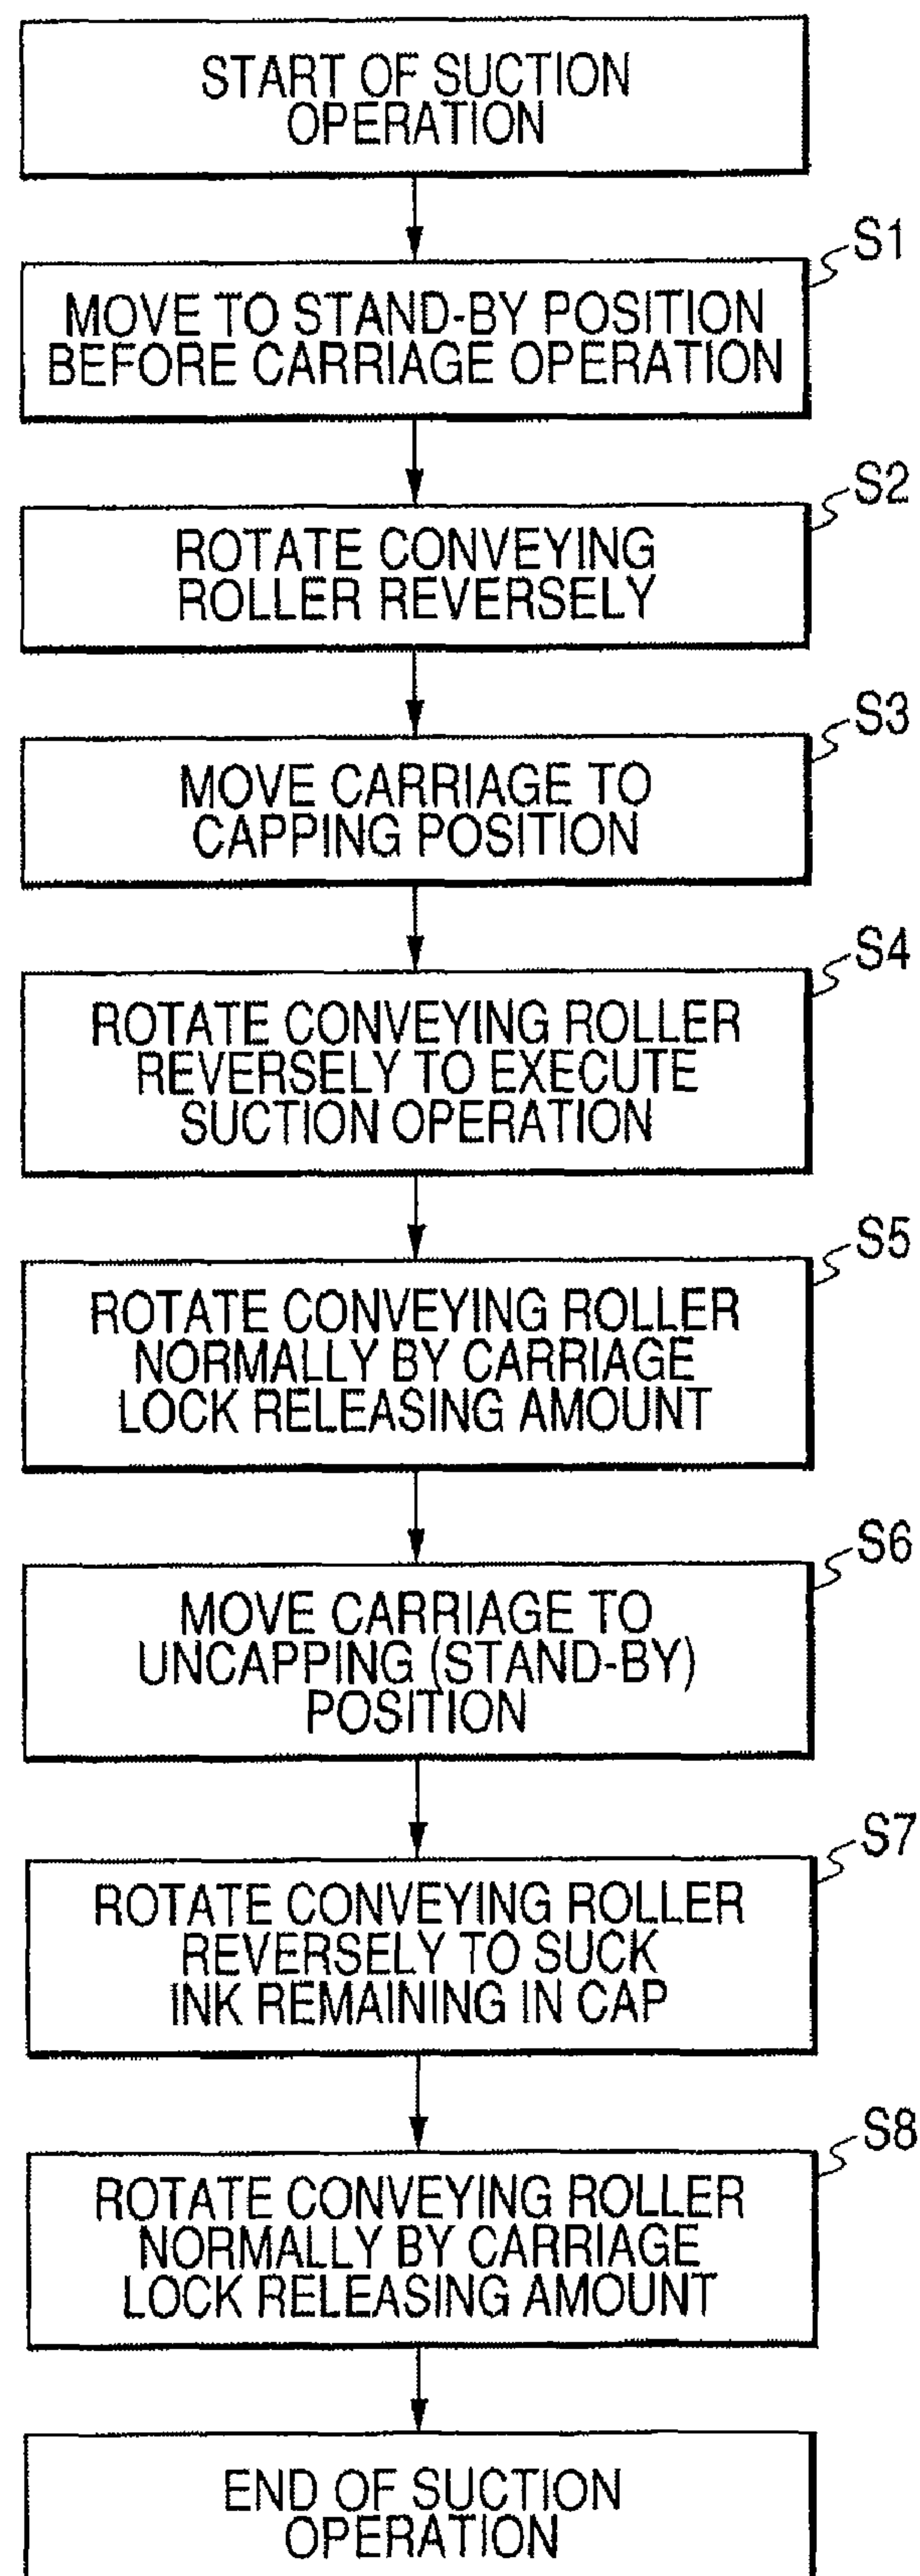 START OF SUCTION
OPERATION
S1
MOVE TO STAND-BY POSITION
BEFORE CARRIAGE OPERATION
S2
ROTATE CONVEYING
ROLLER REVERSELY
S3
MOVE CARRIAGE TO
CAPPING POSITION
S4
ROTATE CONVEYING ROLLER
REVERSELY TO EXECUTE
SUCTION OPERATION
S5
ROTATE CONVEYING ROLLER
NORMALLY BY CARRIAGE
LOCK RELEASING AMOUNT
S6
MOVE CARRIAGE TO
UNCAPPING (STAND-BY)
POSITION
S7
ROTATE CONVEYING ROLLER
REVERSELY TO SUCK
INK REMAINING IN CAP
S8
ROTATE CONVEYING ROLLER
NORMALLY BY CARRIAGE
LOCK RELEASING AMOUNT
END OF SUCTION
OPERATION